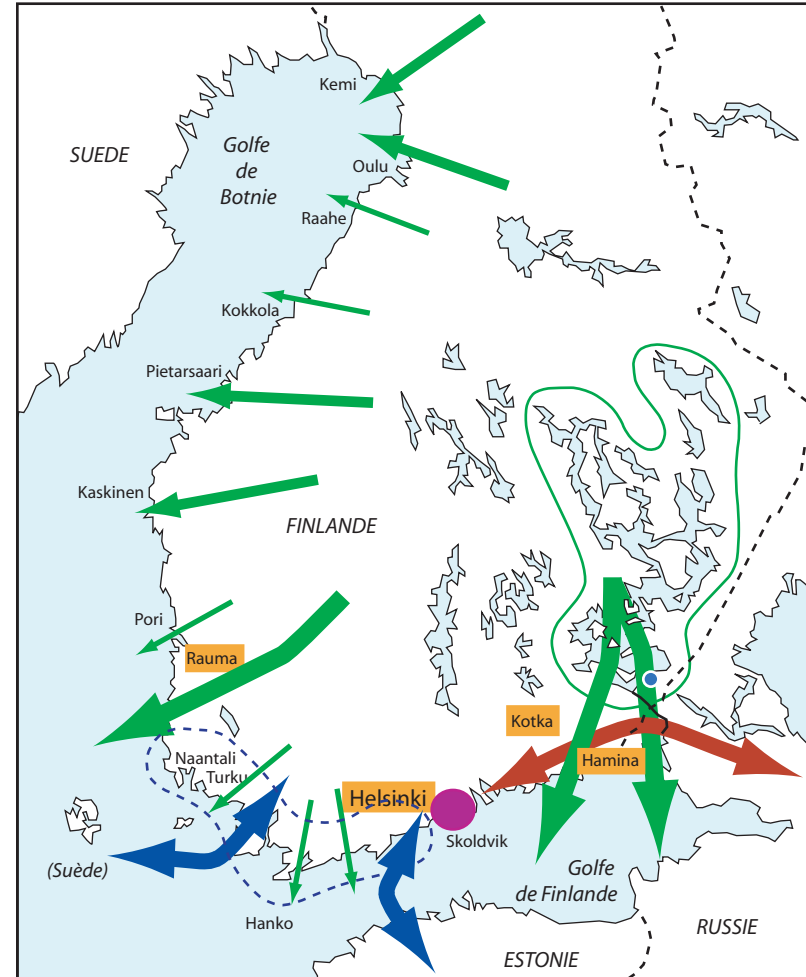 Kemi
SUEDE
Golfe
de
Botnie
Oulu
Raahe
Kokkola
Pietarsaari
Kaskinen
FINLANDE
Pori
Rauma
Kotka
Naantali
Turku
Hamina
Helsinki
Skoldvik
(Suède)
Golfe
de Finlande
Hanko
RUSSIE
ESTONIE